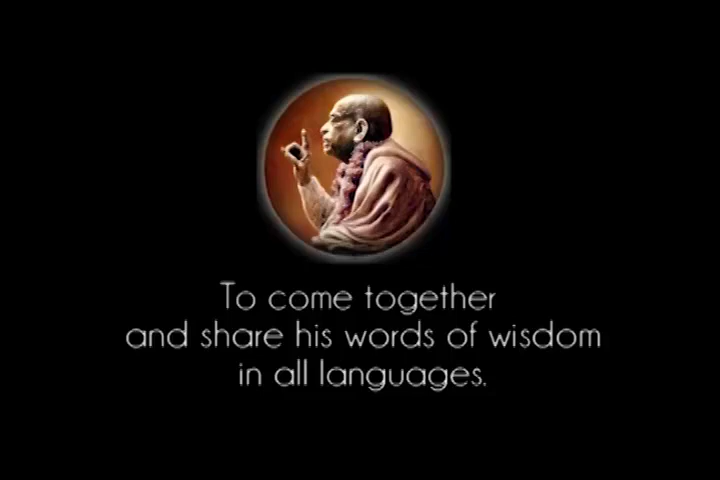 To come together
and share his words of wisdom
in all languages.